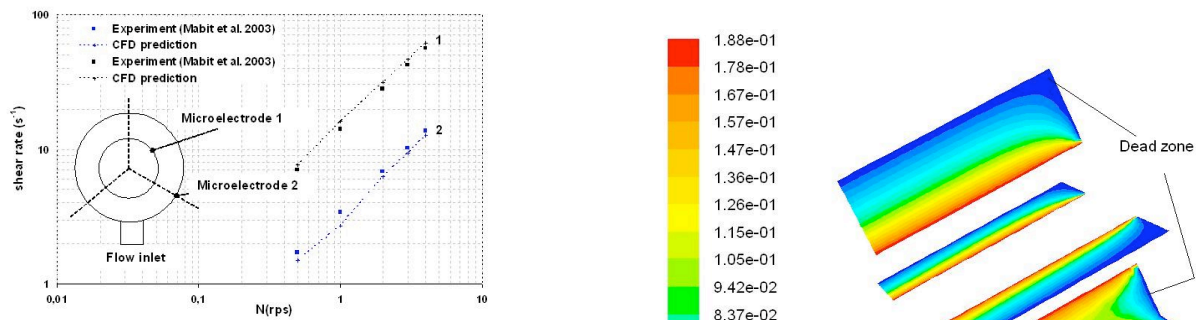 100
Experiment (Mabit et al. 2003)
CFD prediction
Experiment (Mabit et al. 2003)
CFD prediction
1
shear rate (s-1)
Microelectrode 1
10
2
Microelectrode 2
Flow inlet
1
0.01
0.1
1
10
N(rps)
1.88e-01
1.78e-01
1.67e-01
1.57e-01
1.47e-01
1.36e-01
1.26e-01
1.15e-01
1.05e-01
9.42e-02
8.37e-02
Dead zone